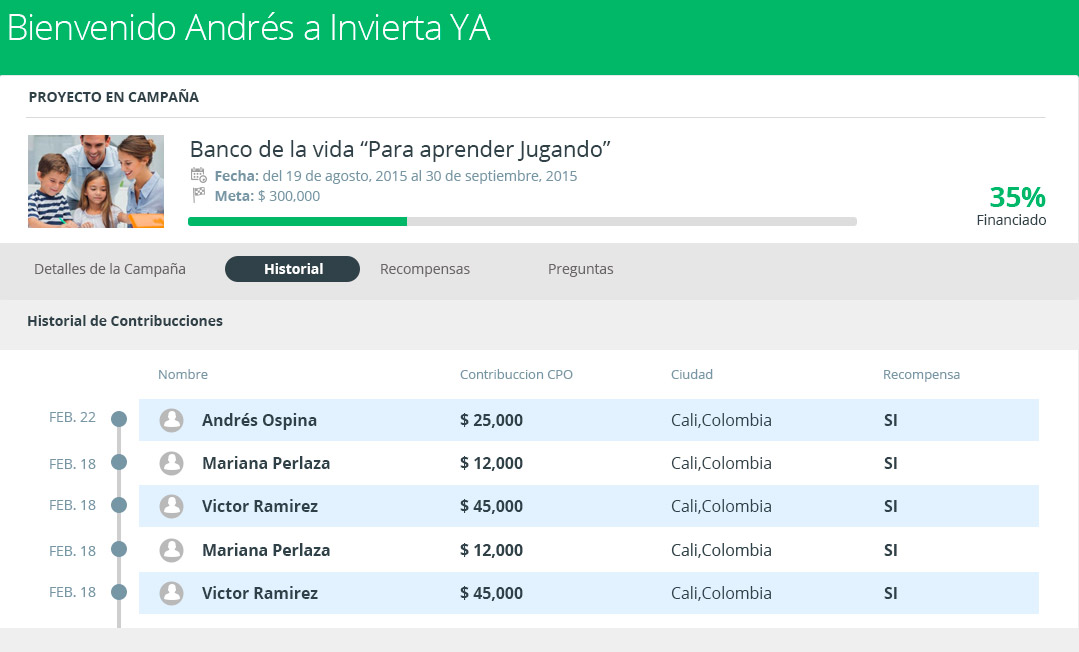 Bienvenido Andrés a Invierta YA
PROYECTO EN CAMPAÑA
Banco de la vida “Para aprender Jugando”
Fecha: del 19 de agosto, 2015 al 30 de septiembre, 2015
Meta: $ 300,000
35%
Financiado
Detalles de la Campaña Historial Recompensas Preguntas
Historial de Contribucciones
Nombre Contribuccion CPO Ciudad Recompensa
FEB. 22 Andrés Ospina $ 25,000 Cali,Colombia SI
FEB. 18 Mariana Perlaza $ 12,000 Cali,Colombia SI
FEB. 18 Victor Ramirez $ 45,000 Cali,Colombia SI
FEB. 18 Mariana Perlaza $ 12,000 Cali,Colombia SI
FEB. 18 Victor Ramirez $ 45,000 Cali,Colombia SI